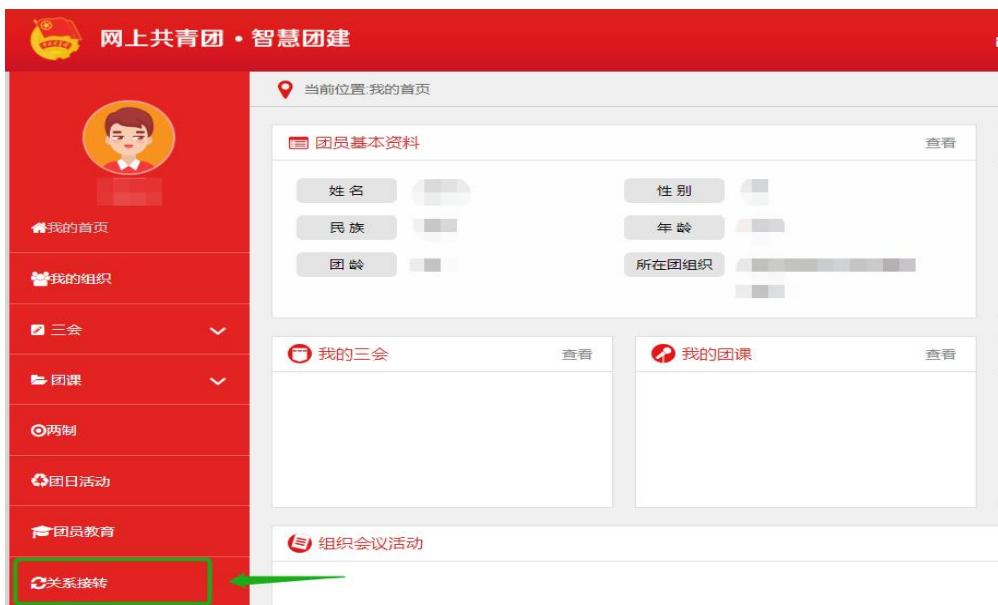 网上共青团·智慧团建
当前位置:我的首页
团员基本资料 查看
姓名 性别
民族 年龄
团龄 所在团组织
我的首页
我的组织
三会
团课
两制
团日活动
团员教育
关系接转
我的三会 查看
我的团课 查看
组织会议活动